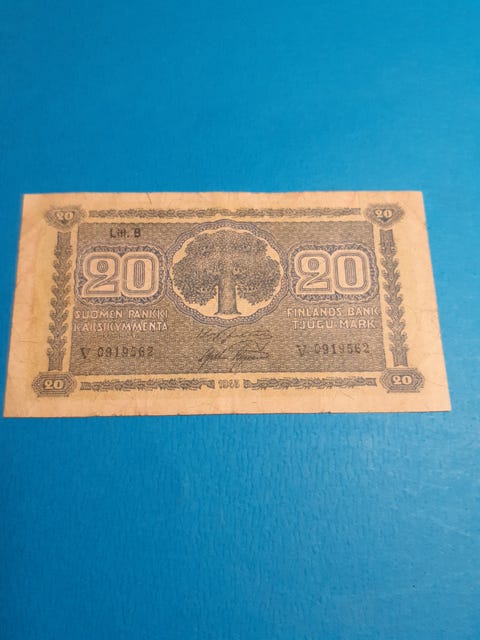 20 20
Litt. B
20 20
SUOMEN PANKKI FINLANDS BANK
KAKSIKYMMENTÄ TJUGU MARK
V 0919562 V 0919562
20 20